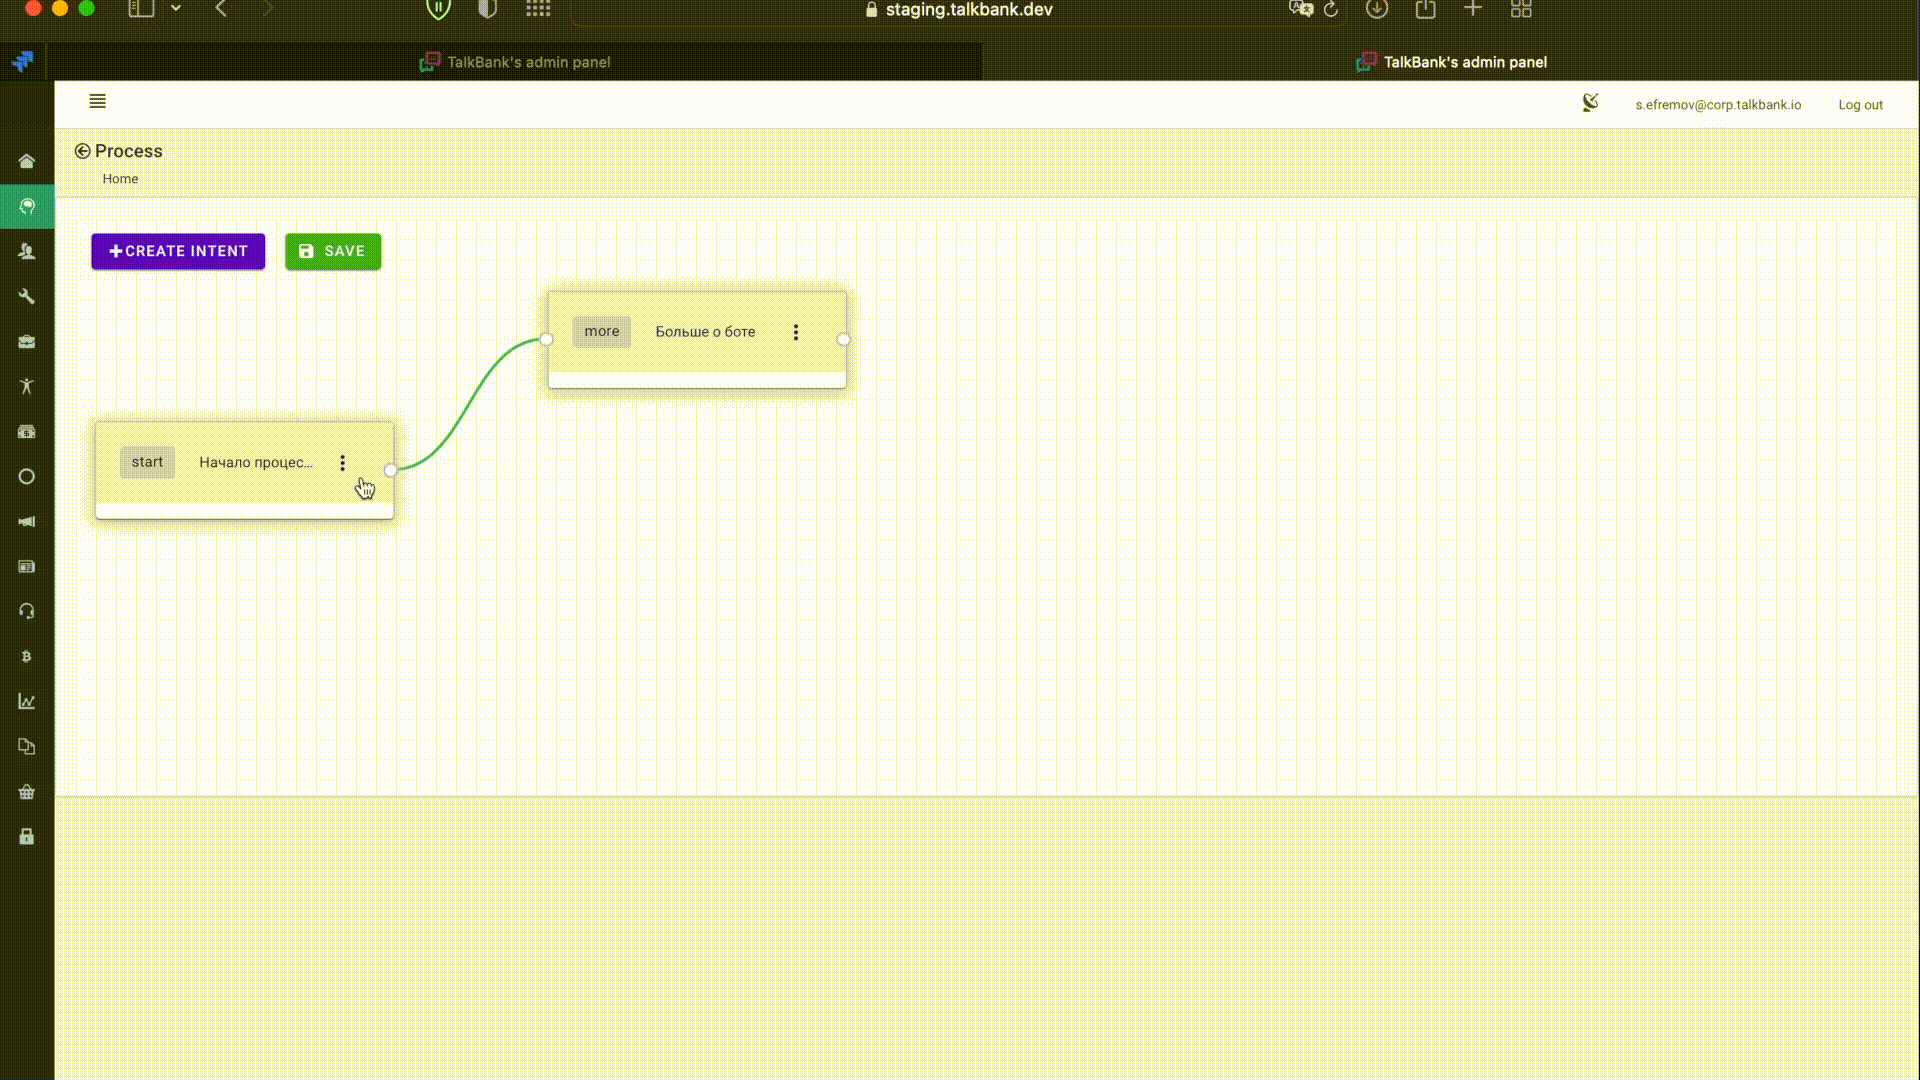 staging.talkbank.dev
TalkBank's admin panel
TalkBank's admin panel
s.efremov@corp.talkbank.io
Log out
Process
Home
CREATE INTENT
SAVE
more
Больше о боте
start
Начало процес...